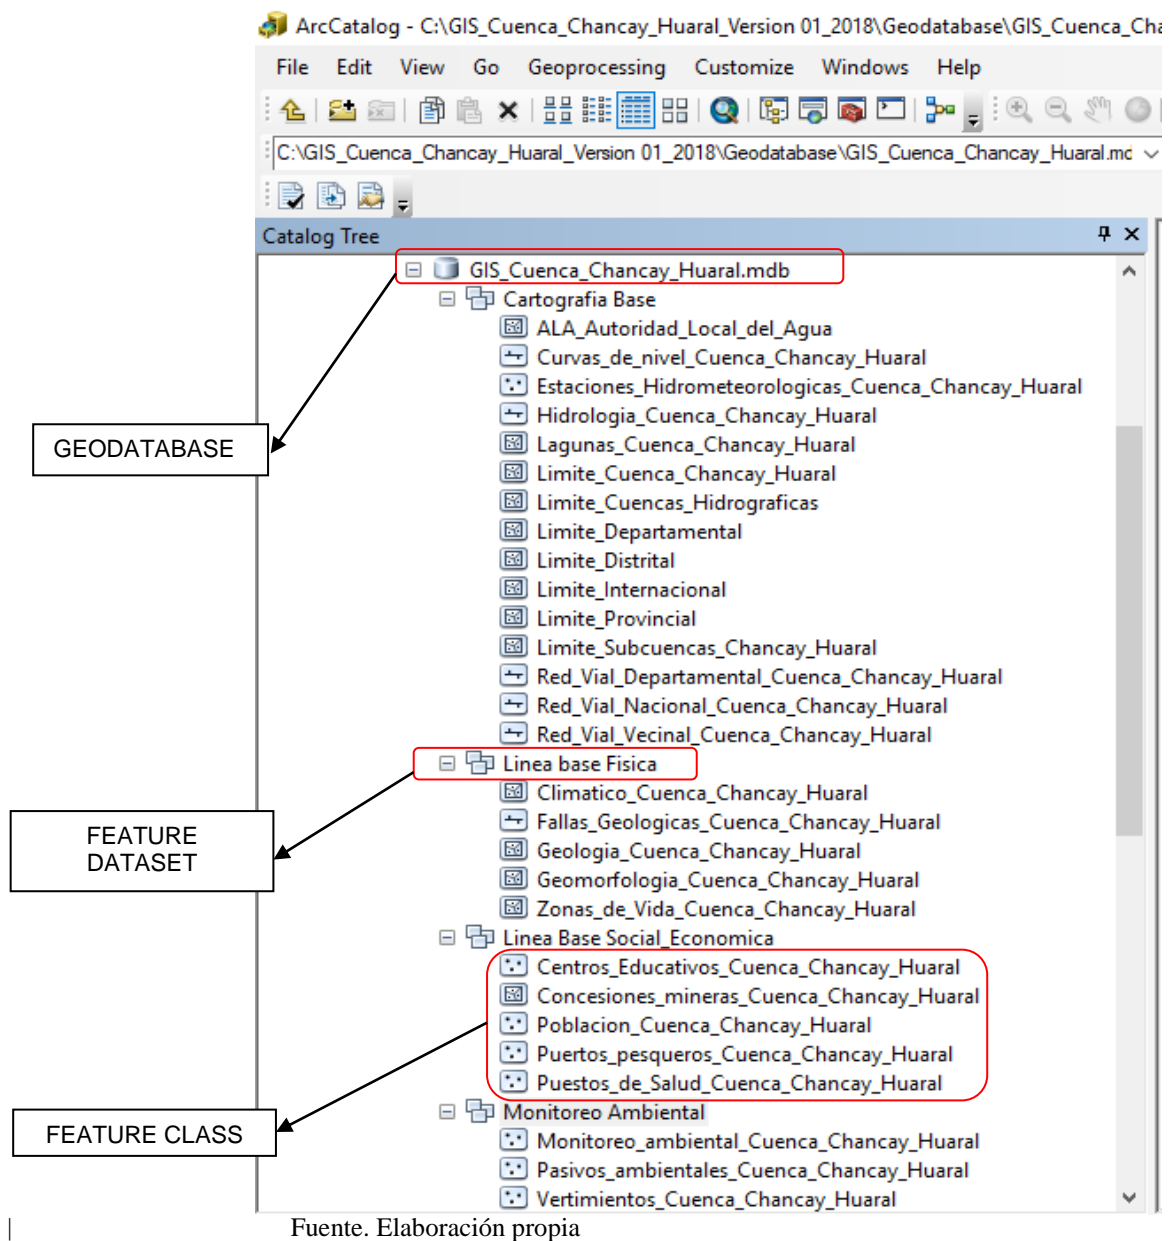 ArcCatalog - C:\GIS_Cuenca_Chancay_Huaral_Version 01_2018\Geodatabase\GIS_Cuenca_Cha
File Edit View Go Geoprocessing Customize Windows Help
C:\GIS_Cuenca_Chancay_Huaral_Version 01_2018\Geodatabase\GIS_Cuenca_Chancay_Huaral.md
Catalog Tree
GIS_Cuenca_Chancay_Huaral.mdb
Cartografia Base
ALA_Autoridad_Local_del_Agua
Curvas_de_nivel_Cuenca_Chancay_Huaral
Estaciones_Hidrometeorologicas_Cuenca_Chancay_Huaral
Hidrologia_Cuenca_Chancay_Huaral
GEODATABASE
Lagunas_Cuenca_Chancay_Huaral
Limite_Cuenca_Chancay_Huaral
Limite_Cuencas_Hidrograficas
Limite_Departamental
Limite_Distrital
Limite_Internacional
Limite_Provincial
Limite_Subcuencas_Chancay_Huaral
Red_Vial_Departamental_Cuenca_Chancay_Huaral
Red_Vial_Nacional_Cuenca_Chancay_Huaral
Red_Vial_Vecinal_Cuenca_Chancay_Huaral
Linea base Fisica
Climatico_Cuenca_Chancay_Huaral
Fallas_Geologicas_Cuenca_Chancay_Huaral
FEATURE
DATASET
Geologia_Cuenca_Chancay_Huaral
Geomorfologia_Cuenca_Chancay_Huaral
Zonas_de_Vida_Cuenca_Chancay_Huaral
Linea Base Social_Economica
Centros_Educativos_Cuenca_Chancay_Huaral
Concesiones_mineras_Cuenca_Chancay_Huaral
Poblacion_Cuenca_Chancay_Huaral
Puertos_pesqueros_Cuenca_Chancay_Huaral
Puestos_de_Salud_Cuenca_Chancay_Huaral
Monitoreo Ambiental
FEATURE CLASS
Monitoreo_ambiental_Cuenca_Chancay_Huaral
Pasivos_ambientales_Cuenca_Chancay_Huaral
Vertimientos_Cuenca_Chancay_Huaral
| Fuente. Elaboración propia